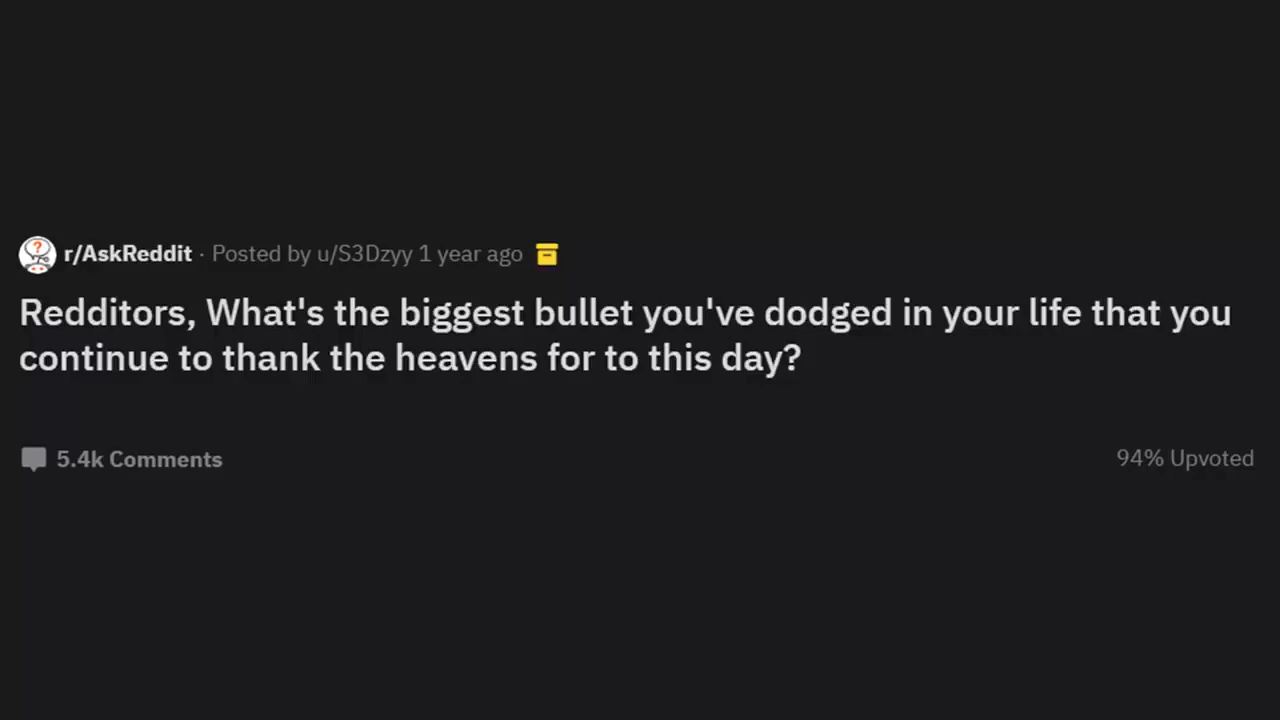 r/AskReddit · Posted by u/S3Dzyy 1 year ago
Redditors, What's the biggest bullet you've dodged in your life that you
continue to thank the heavens for to this day?
5.4k Comments
94% Upvoted